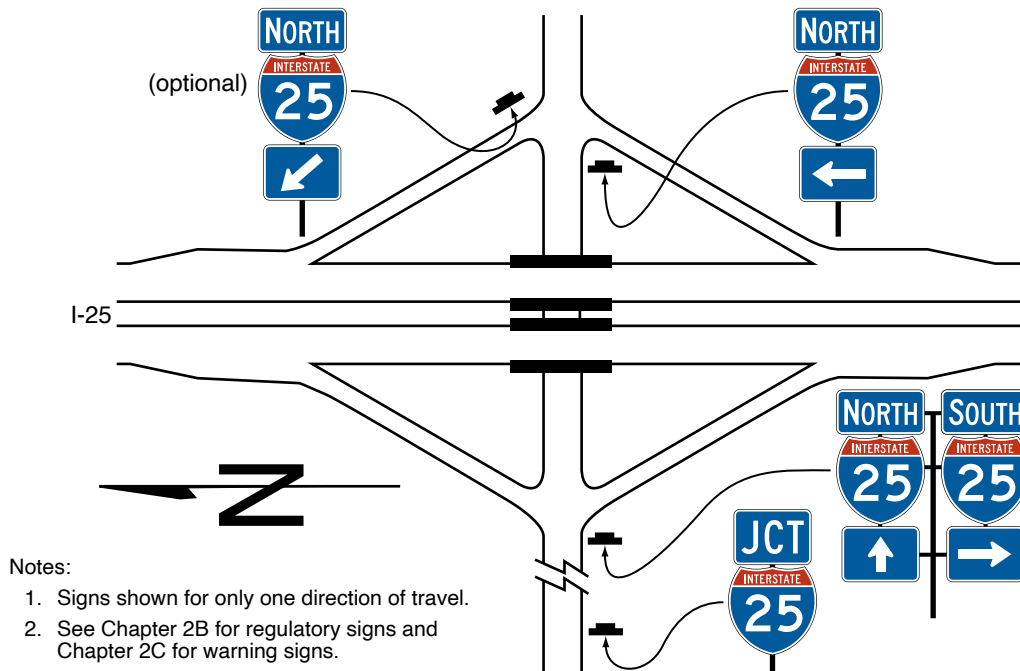 NORTH
INTERSTATE
25
(optional)
NORTH
INTERSTATE
25
I-25
NORTH
INTERSTATE
25
SOUTH
INTERSTATE
25
N
JCT
INTERSTATE
25
Notes:
1. Signs shown for only one direction of travel.
2. See Chapter 2B for regulatory signs and
Chapter 2C for warning signs.